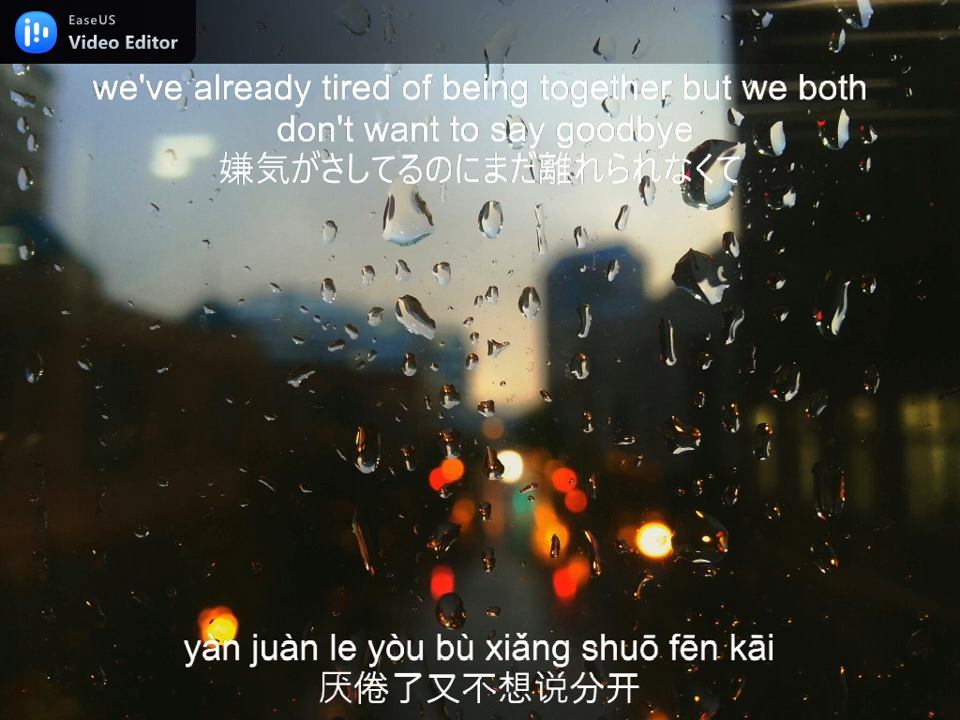 EaseUS
Video Editor
we've already tired of being together but we both
don't want to say goodbye
嫌気がさしてるのにまだ離れられなくて
yàn juàn le yòu bù xiǎng shuō fēn kāi
厌倦了又不想说分开